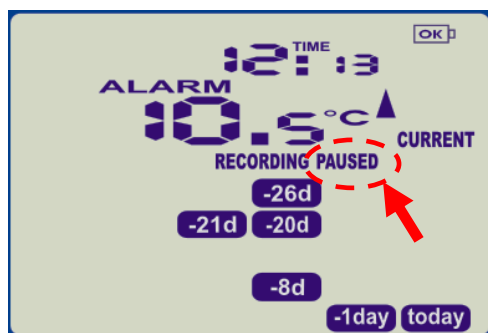 OK
TIME
12:13
ALARM
10.5°C
CURRENT
RECORDING PAUSED
-26d
-21d -20d
-8d
-1day today